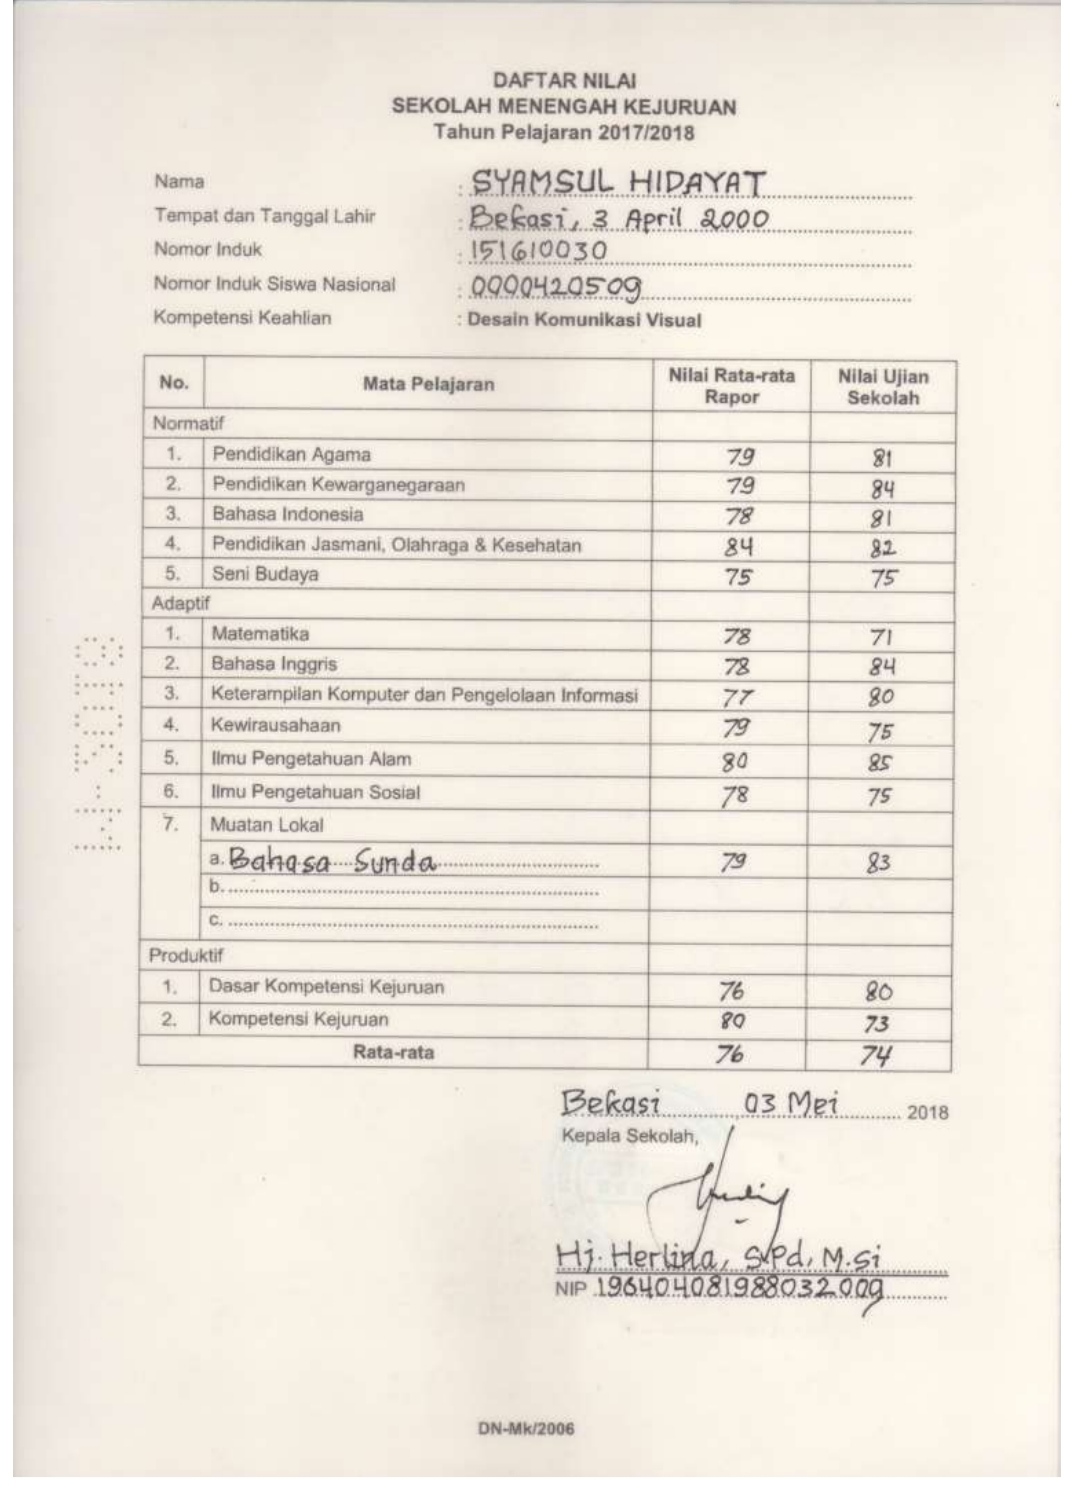 DAFTAR NILAI
SEKOLAH MENENGAH KEJURUAN
Tahun Pelajaran 2017/2018
Nama : SYAMSUL HIDAYAT
Tempat dan Tanggal Lahir : Bekasi, 3 April 2000
Nomor Induk : 151610030
Nomor Induk Siswa Nasional : 0000420509
Kompetensi Keahlian : Desain Komunikasi Visual
No. Mata Pelajaran Nilai Rata-rata Rapor Nilai Ujian Sekolah
Normatif
1. Pendidikan Agama 79 81
2. Pendidikan Kewarganegaraan 79 84
3. Bahasa Indonesia 78 81
4. Pendidikan Jasmani, Olahraga & Kesehatan 84 82
5. Seni Budaya 75 75
Adaptif
1. Matematika 78 71
2. Bahasa Inggris 78 84
3. Keterampilan Komputer dan Pengelolaan Informasi 77 80
4. Kewirausahaan 79 75
5. Ilmu Pengetahuan Alam 80 85
6. Ilmu Pengetahuan Sosial 78 75
7. Muatan Lokal
a. Bahasa Sunda 79 83
b.
c.
Produktif
1. Dasar Kompetensi Kejuruan 76 80
2. Kompetensi Kejuruan 80 73
Rata-rata 76 74
Bekasi 03 Mei 2018
Kepala Sekolah,
Hj. Herlina, S.Pd, M.Si
NIP 196404081988032009
DN-Mk/2006